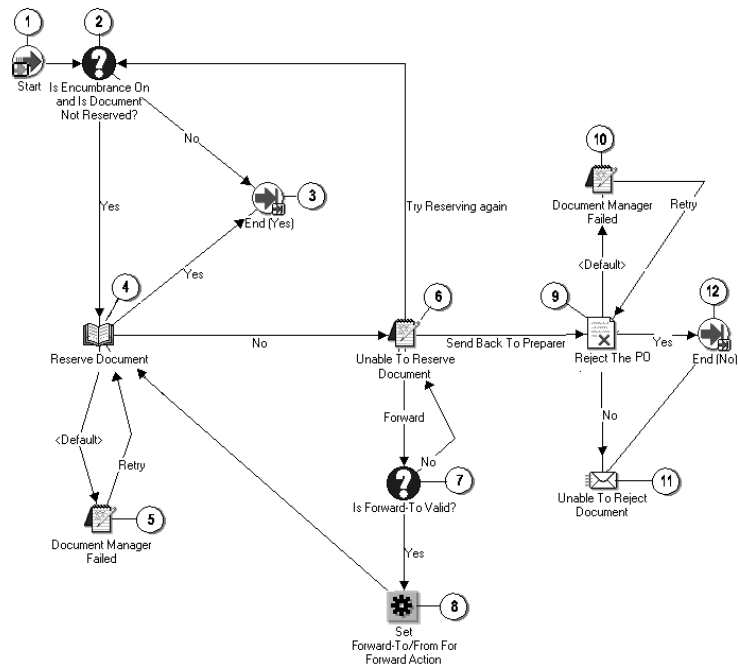 1
2
Start
Is Encumbrance On
and Is Document
Not Reserved?
No
3
End (Yes)
Yes
Try Reserving again
10
Document Manager
Failed
Retry
<Default>
4
Yes
Reserve Document
No
6
Unable To Reserve
Document
Send Back To Preparer
9
Reject The PO
Yes
12
End (No)
<Default>
Retry
Forward
No
No
7
Is Forward-To Valid?
11
Unable To Reject
Document
5
Document Manager
Failed
Yes
8
Set
Forward-To/From For
Forward Action